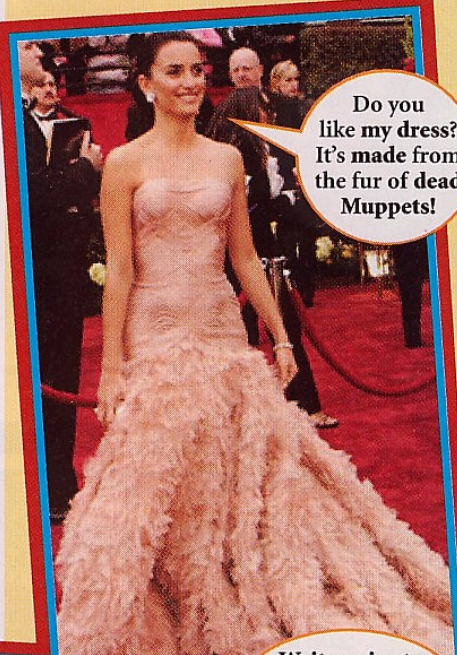 Do you
like my dress?
It's made from
the fur of dead
Muppets!